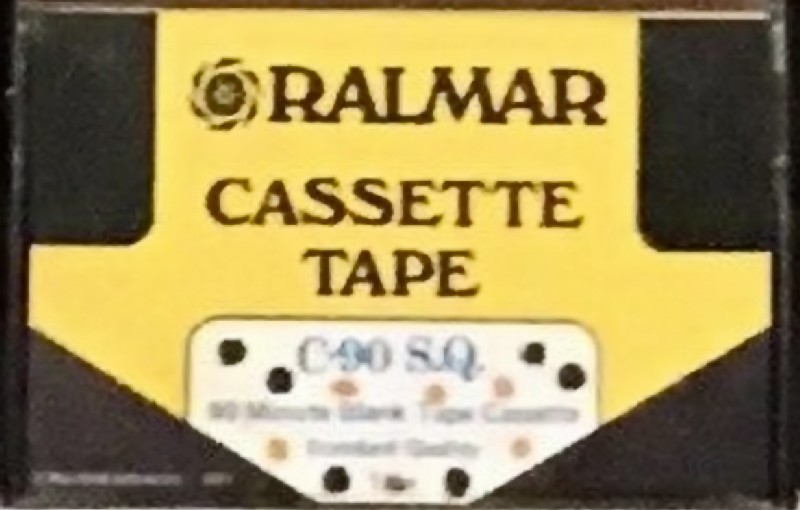 RALMAR
CASSETTE
TAPE
C-90 S.Q.
90 Minute Blank Tape Cassette
Standard Quality